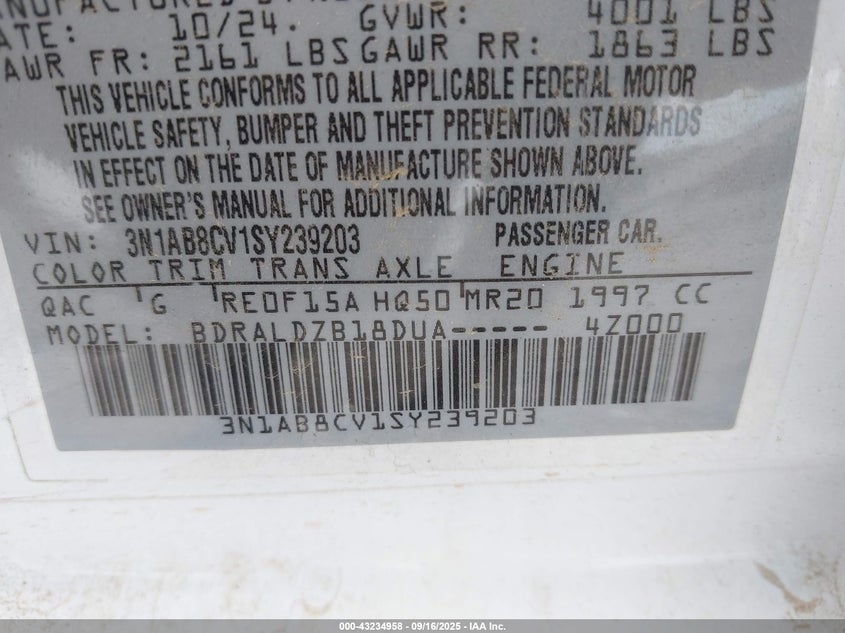 DATE: 10/24. GVWR: 4001 LBS
GAWR FR: 2161 LBS GAWR RR: 1863 LBS
THIS VEHICLE CONFORMS TO ALL APPLICABLE FEDERAL MOTOR
VEHICLE SAFETY, BUMPER AND THEFT PREVENTION STANDARDS
IN EFFECT ON THE DATE OF MANUFACTURE SHOWN ABOVE.
SEE OWNER'S MANUAL FOR ADDITIONAL INFORMATION.
VIN: 3N1AB8CV1SY239203 PASSENGER CAR.
COLOR TRIM TRANS AXLE ENGINE
QAC G RE0F15A HQ50 MR20 1997 CC
MODEL: BDRALDZB18DUA----- 4Z000
3N1AB8CV1SY239203
000-43234958 - 09/16/2025 - IAA Inc.